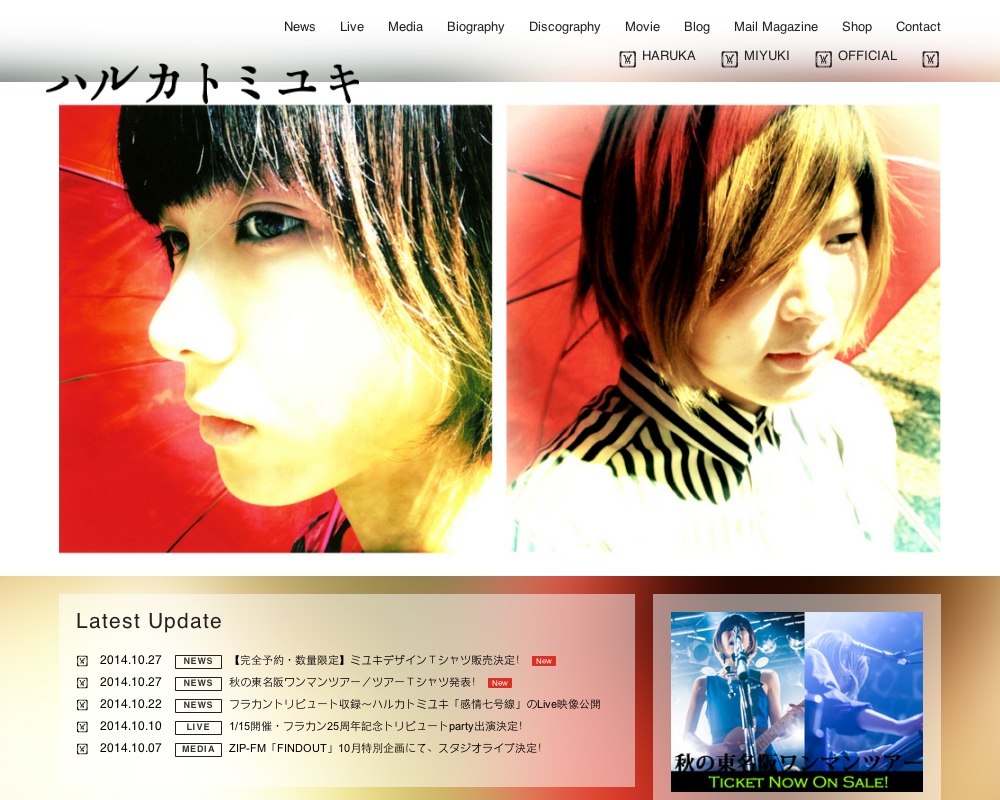 News Live Media Biography Discography Movie Blog Mail Magazine Shop Contact
HARUKA MIYUKI OFFICIAL
ハルカトミユキ
Latest Update
2014.10.27 NEWS 【完全予約・数量限定】ミユキデザインＴシャツ販売決定! New
2014.10.27 NEWS 秋の東名阪ワンマンツアー／ツアーＴシャツ発表! New
2014.10.22 NEWS フラカントリビュート収録〜ハルカトミユキ「感情七号線」のLive映像公開
2014.10.10 LIVE 1/15開催・フラカン25周年記念トリビュートparty出演決定!
2014.10.07 MEDIA ZIP-FM「FINDOUT」10月特別企画にて、スタジオライブ決定!
秋の東名阪ワンマンツアー
TICKET NOW ON SALE!